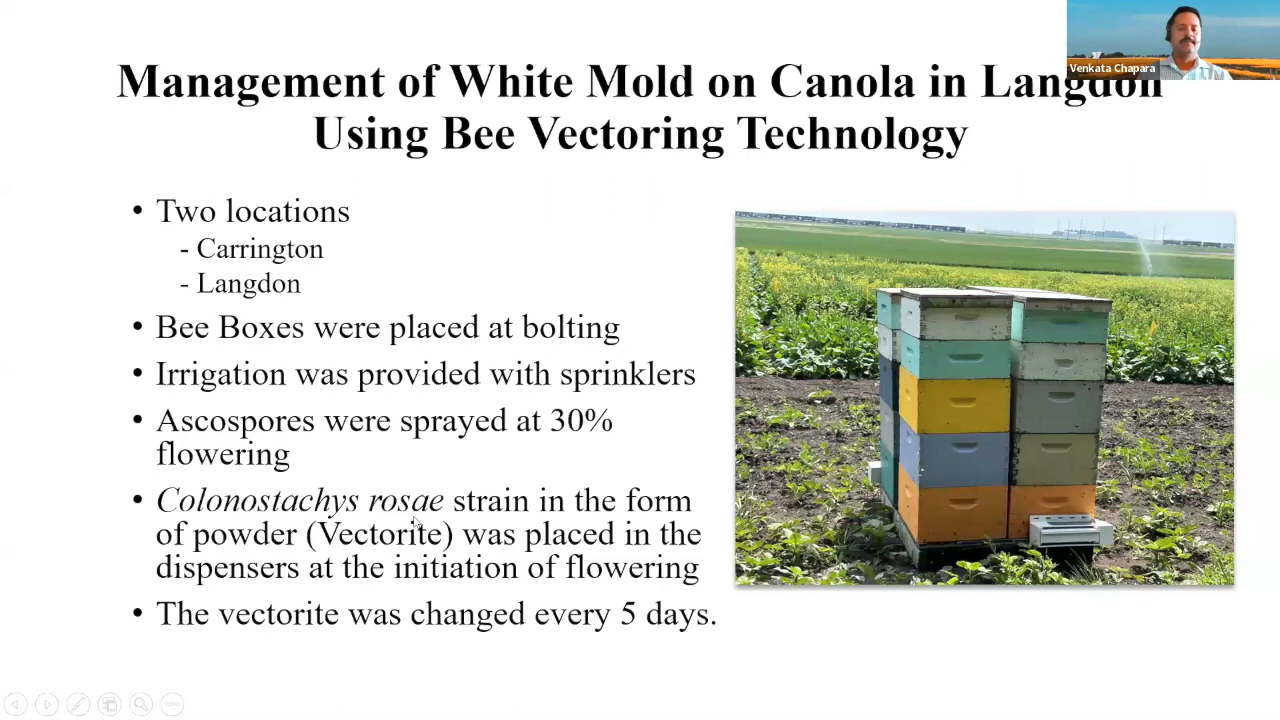 Management of White Mold on Canola in Langdon
Using Bee Vectoring Technology
Venkata Chapara
• Two locations
- Carrington
- Langdon
• Bee Boxes were placed at bolting
• Irrigation was provided with sprinklers
• Ascospores were sprayed at 30%
flowering
• Colonostachys rosae strain in the form
of powder (Vectorite) was placed in the
dispensers at the initiation of flowering
• The vectorite was changed every 5 days.